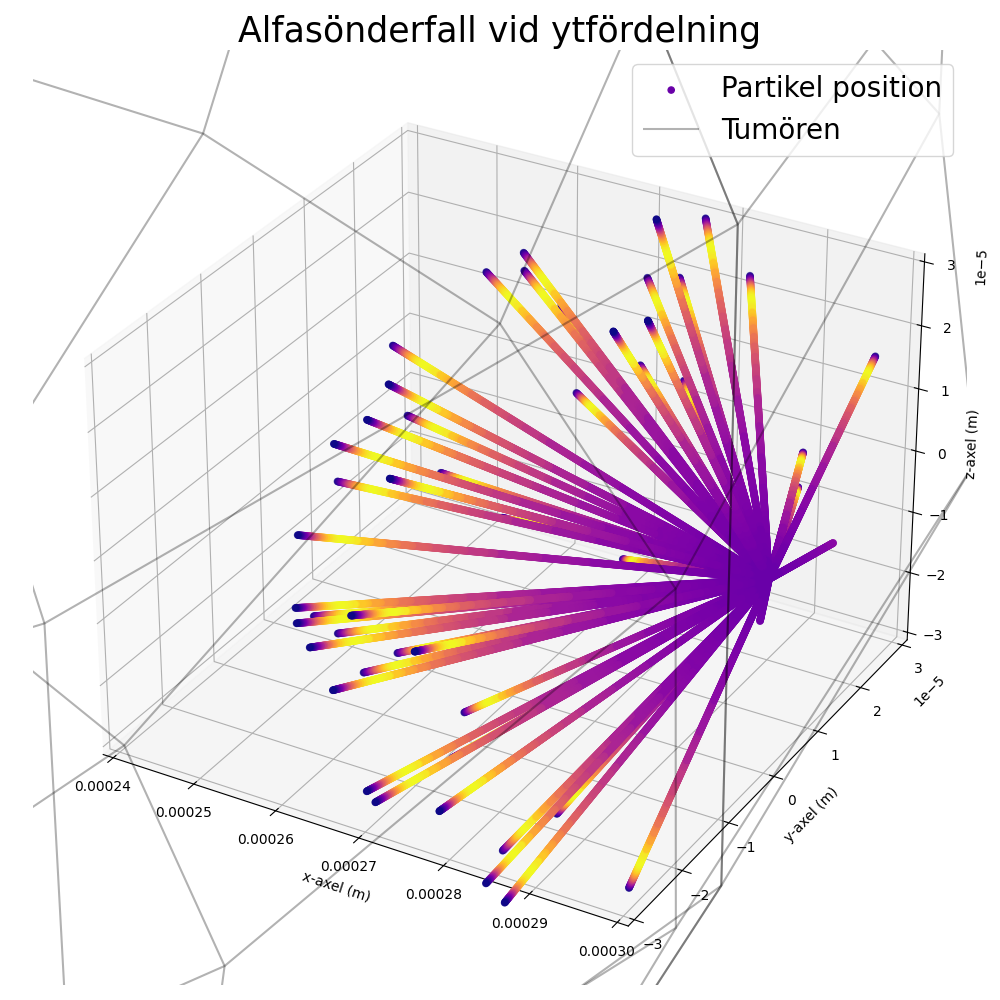 Alfasönderfall vid ytfördelning
Partikel position
Tumören
1e−5
3
2
1
0
−1
−2
−3
z-axel (m)
3
2
1
0
−1
−2
−3
1e−5
y-axel (m)
0.00024
0.00025
0.00026
0.00027
0.00028
0.00029
0.00030
x-axel (m)